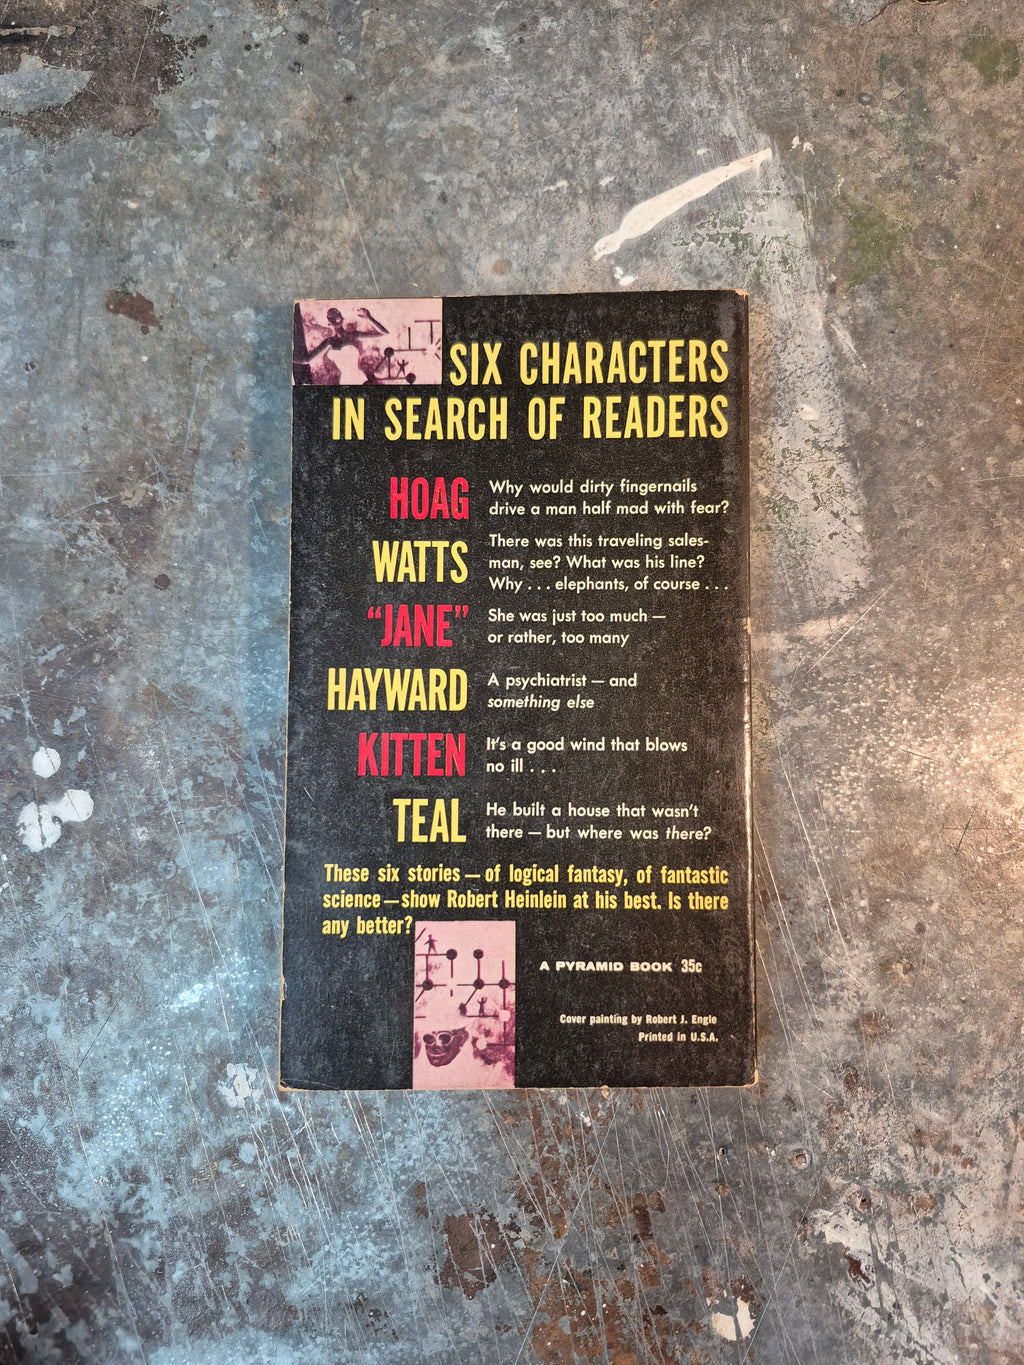 SIX CHARACTERS
IN SEARCH OF READERS
HOAG
Why would dirty fingernails
drive a man half mad with fear?
WATTS
There was this traveling sales-
man, see? What was his line?
Why . . . elephants, of course . . .
"JANE"
She was just too much —
or rather, too many
HAYWARD
A psychiatrist — and
something else
KITTEN
It's a good wind that blows
no ill . . .
TEAL
He built a house that wasn't
there — but where was there?
These six stories — of logical fantasy, of fantastic
science — show Robert Heinlein at his best. Is there
any better?
A PYRAMID BOOK 35c
Cover painting by Robert J. Engle
Printed in U.S.A.